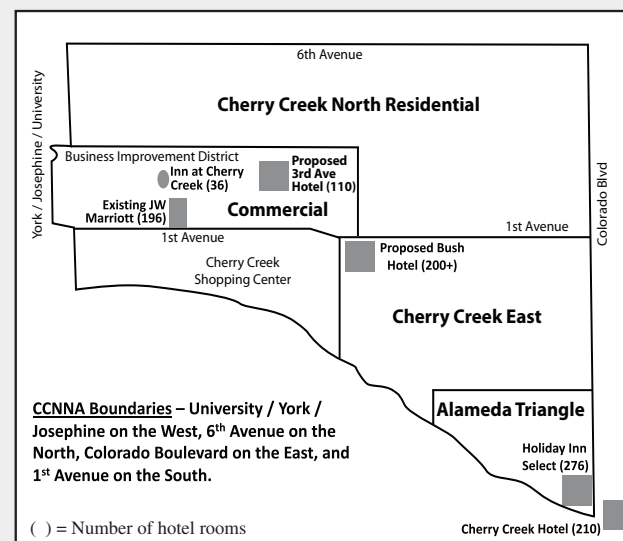 6th Avenue
Cherry Creek North Residential
York / Josephine / University
Colorado Blvd
Business Improvement District
Inn at Cherry
Creek (36)
Proposed
3rd Ave
Hotel (110)
Existing JW
Marriott (196)
Commercial
1st Avenue
1st Avenue
Cherry Creek
Shopping Center
Proposed Bush
Hotel (200+)
Cherry Creek East
CCNNA Boundaries – University / York /
Josephine on the West, 6th Avenue on the
North, Colorado Boulevard on the East, and
1st Avenue on the South.
Alameda Triangle
Holiday Inn
Select (276)
( ) = Number of hotel rooms
Cherry Creek Hotel (210)